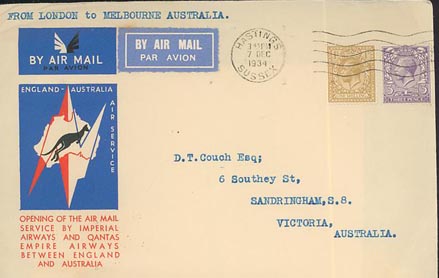 FROM LONDON to MELBOURNE AUSTRALIA.
BY AIR MAIL
PAR AVION
BY AIR MAIL
PAR AVION
HASTINGS
7 DEC
1934
SUSSEX
ENGLAND - AUSTRALIA
AIR SERVICE
D.T.Couch Esq;
6 Southey St,
SANDRINGHAM,S.8.
VICTORIA,
AUSTRALIA.
OPENING OF THE AIR MAIL
SERVICE BY IMPERIAL
AIRWAYS AND QANTAS
EMPIRE AIRWAYS
BETWEEN ENGLAND
AND AUSTRALIA